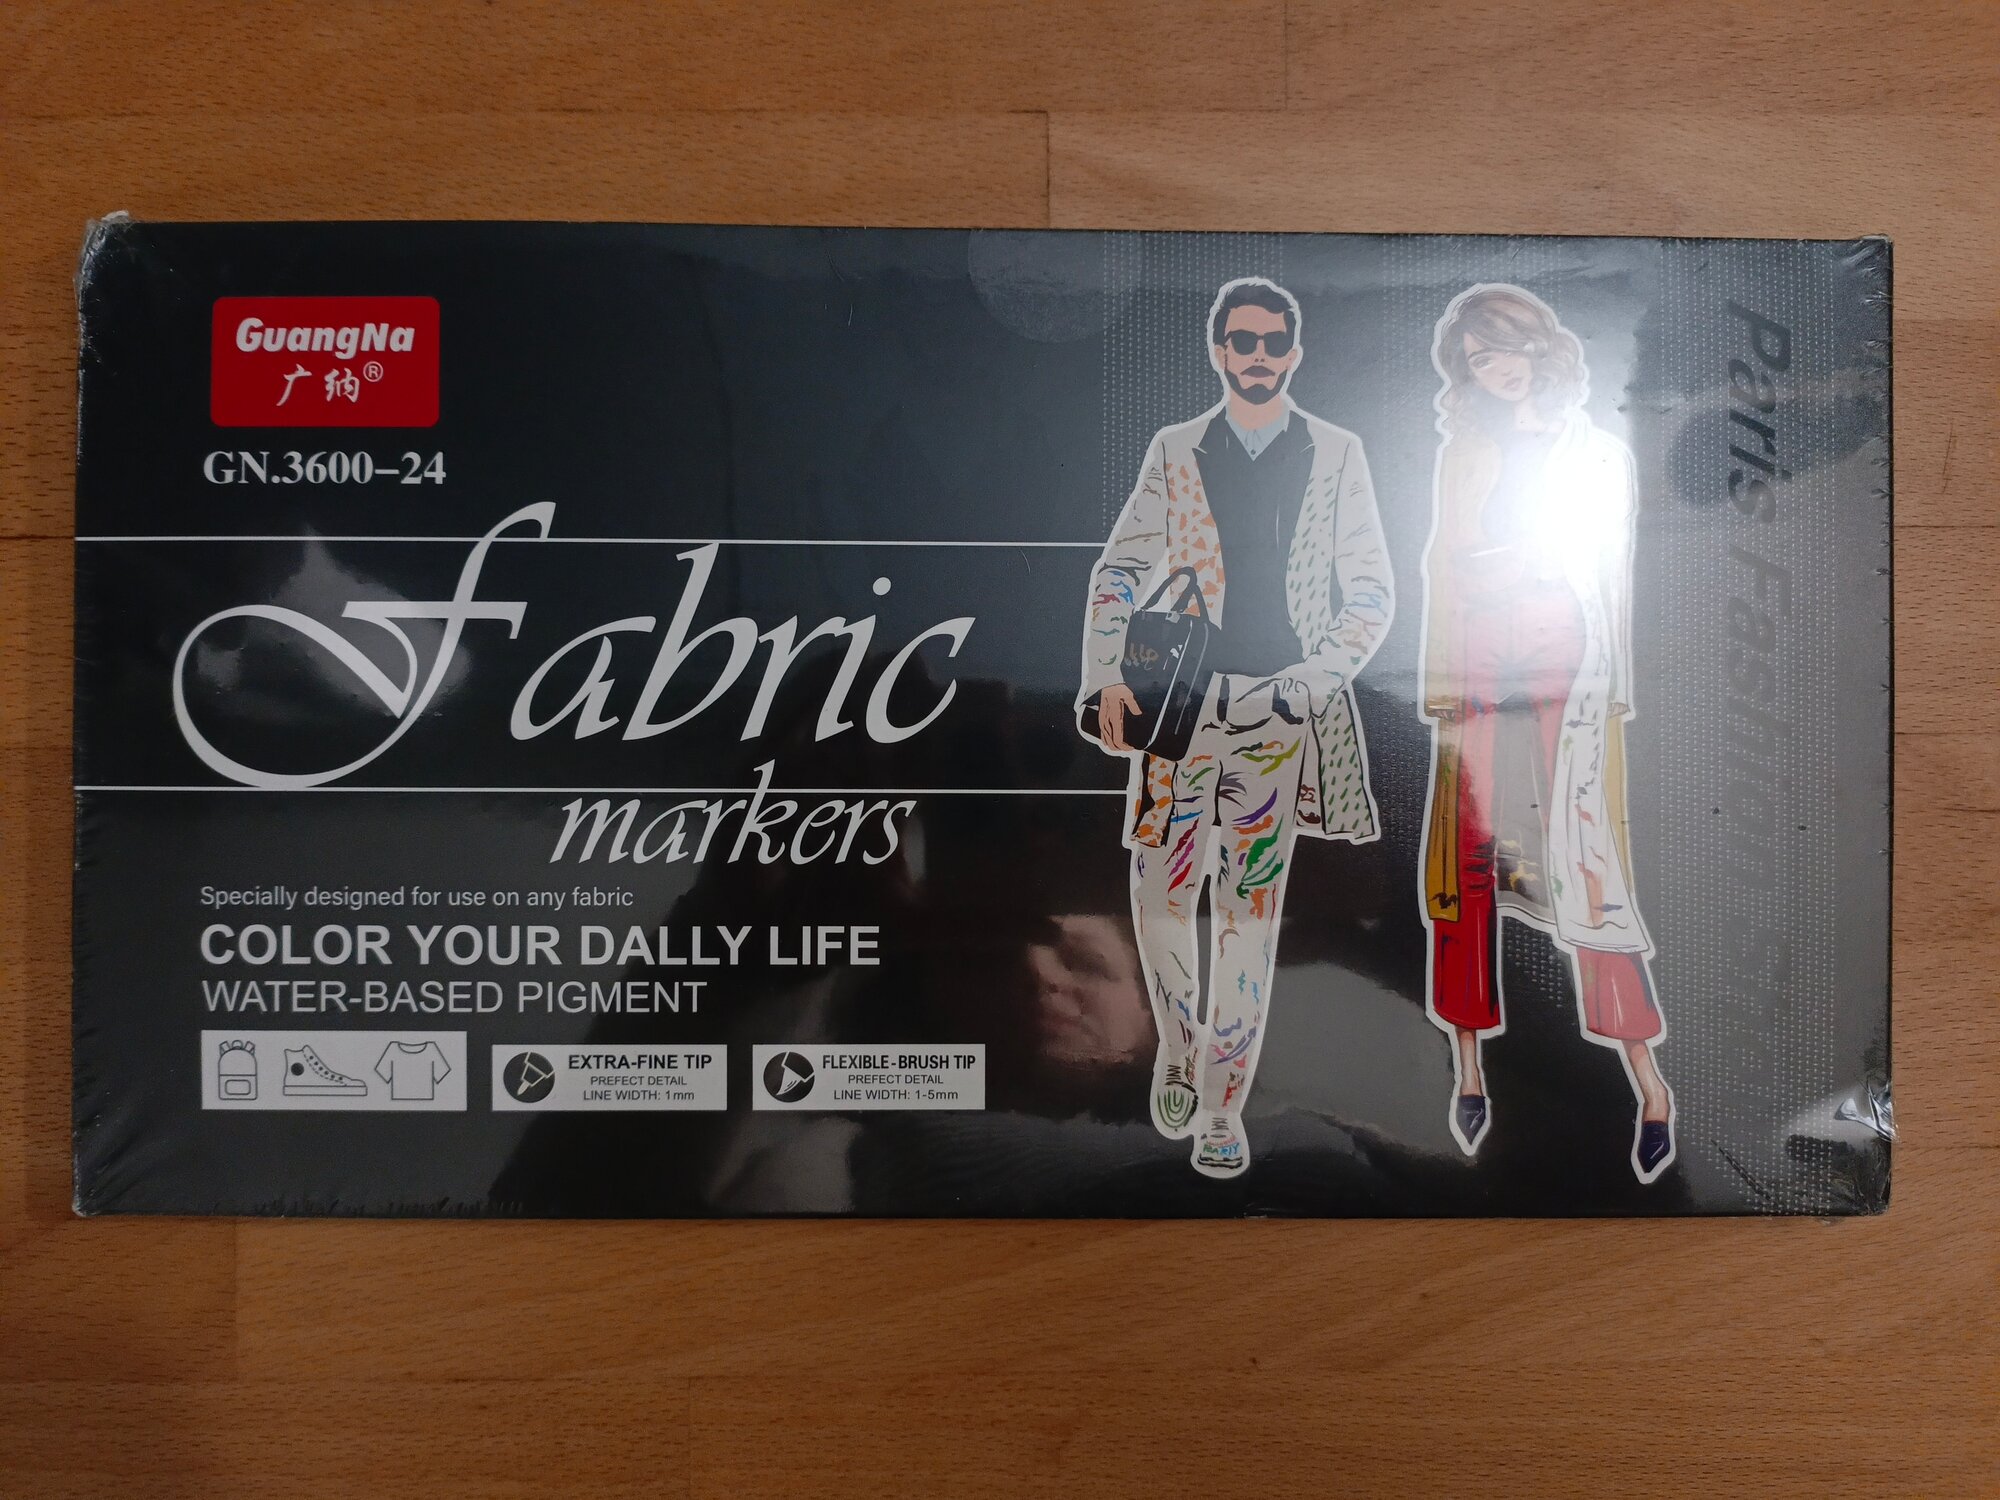 GuangNa
广纳®
GN.3600-24
Fabric
markers
Specially designed for use on any fabric
COLOR YOUR DALLY LIFE
WATER-BASED PIGMENT
EXTRA-FINE TIP
PREFECT DETAIL
LINE WIDTH: 1mm
FLEXIBLE-BRUSH TIP
PREFECT DETAIL
LINE WIDTH: 1-5mm
Paris